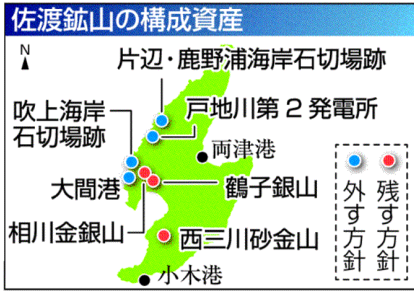 佐渡鉱山の構成資産
N
片辺・鹿野浦海岸石切場跡
戸地川第2発電所
吹上海岸
石切場跡
両津港
大間港
鶴子銀山
相川金銀山
西三川砂金山
小木港
残す方針
外す方針